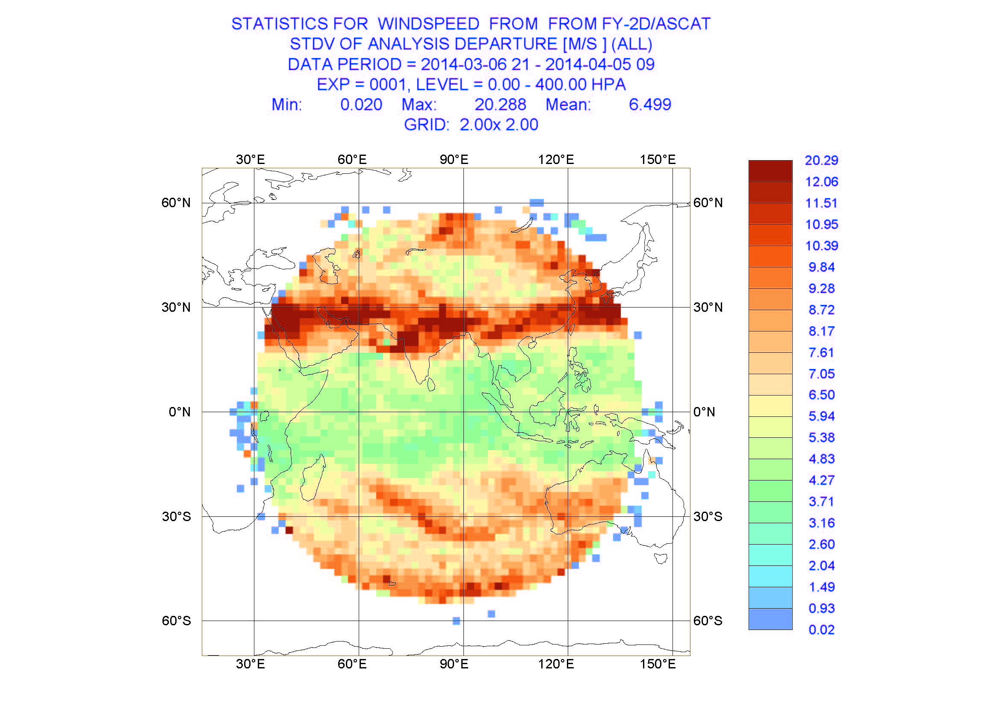 STATISTICS FOR WINDSPEED FROM FROM FY-2D/ASCAT
STDV OF ANALYSIS DEPARTURE [M/S ] (ALL)
DATA PERIOD = 2014-03-06 21 - 2014-04-05 09
EXP = 0001, LEVEL = 0.00 - 400.00 HPA
Min: 0.020 Max: 20.288 Mean: 6.499
GRID: 2.00x 2.00
30°E 60°E 90°E 120°E 150°E
60°N 60°N
30°N 30°N
0°N 0°N
30°S 30°S
60°S 60°S
30°E 60°E 90°E 120°E 150°E
20.29
12.06
11.51
10.95
10.39
9.84
9.28
8.72
8.17
7.61
7.05
6.50
5.94
5.38
4.83
4.27
3.71
3.16
2.60
2.04
1.49
0.93
0.02